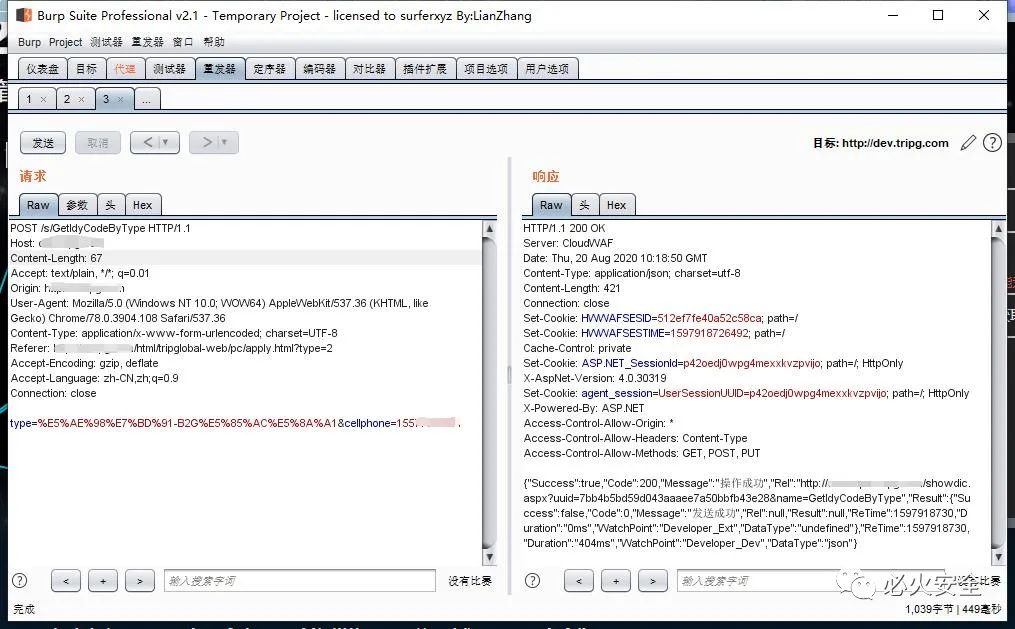 Burp Suite Professional v2.1 - Temporary Project - licensed to surferxyz By:LianZhang
Burp Project 测试器 重发器 窗口 帮助
仪表盘 目标 代理 测试器 重发器 定序器 编码器 对比器 插件扩展 项目选项 用户选项
1 × 2 × 3 × ...
发送 取消 < ▼ > ▼
目标: http://dev.tripg.com
?
请求
Raw 参数 头 Hex
POST /s/GetIdyCodeByType HTTP/1.1
Host:
Content-Length: 67
Accept: text/plain, */*; q=0.01
Origin: h
User-Agent: Mozilla/5.0 (Windows NT 10.0; WOW64) AppleWebKit/537.36 (KHTML, like
Gecko) Chrome/78.0.3904.108 Safari/537.36
Content-Type: application/x-www-form-urlencoded; charset=UTF-8
Referer: /html/tripglobal-web/pc/apply.html?type=2
Accept-Encoding: gzip, deflate
Accept-Language: zh-CN,zh;q=0.9
Connection: close
type=%E5%AE%98%E7%BD%91-B2G%E5%85%AC%E5%8A%A1&cellphone=155
? < + > 输入搜索字词 没有比赛
完成
响应
Raw 头 Hex
HTTP/1.1 200 OK
Server: CloudWAF
Date: Thu, 20 Aug 2020 10:18:50 GMT
Content-Type: application/json; charset=utf-8
Content-Length: 421
Connection: close
Set-Cookie: HWWAFSESID=512ef7fe40a52c58ca; path=/
Set-Cookie: HWWAFSESTIME=1597918726492; path=/
Cache-Control: private
Set-Cookie: ASP.NET_SessionId=p42oedj0wpg4mexxkvzpvijo; path=/; HttpOnly
X-AspNet-Version: 4.0.30319
Set-Cookie: agent_session=UserSessionUUID=p42oedj0wpg4mexxkvzpvijo; path=/; HttpOnly
X-Powered-By: ASP.NET
Access-Control-Allow-Origin: *
Access-Control-Allow-Headers: Content-Type
Access-Control-Allow-Methods: GET, POST, PUT
{"Success":true,"Code":200,"Message":"操作成功","Rel":"http://. /showdic.
aspx?uuid=7bb4b5bd59d043aaaee7a50bbfb43e28&name=GetIdyCodeByType","Result":{"Su
ccess":false,"Code":0,"Message":"发送成功","Rel":null,"Result":null,"ReTime":1597918730,"D
uration":"0ms","WatchPoint":"Developer_Ext","DataType":"undefined"},"ReTime":1597918730,
"Duration":"404ms","WatchPoint":"Developer_Dev","DataType":"json"}
? < + > 输入搜索字词 比赛
必火安全
1,039字节 | 449毫秒